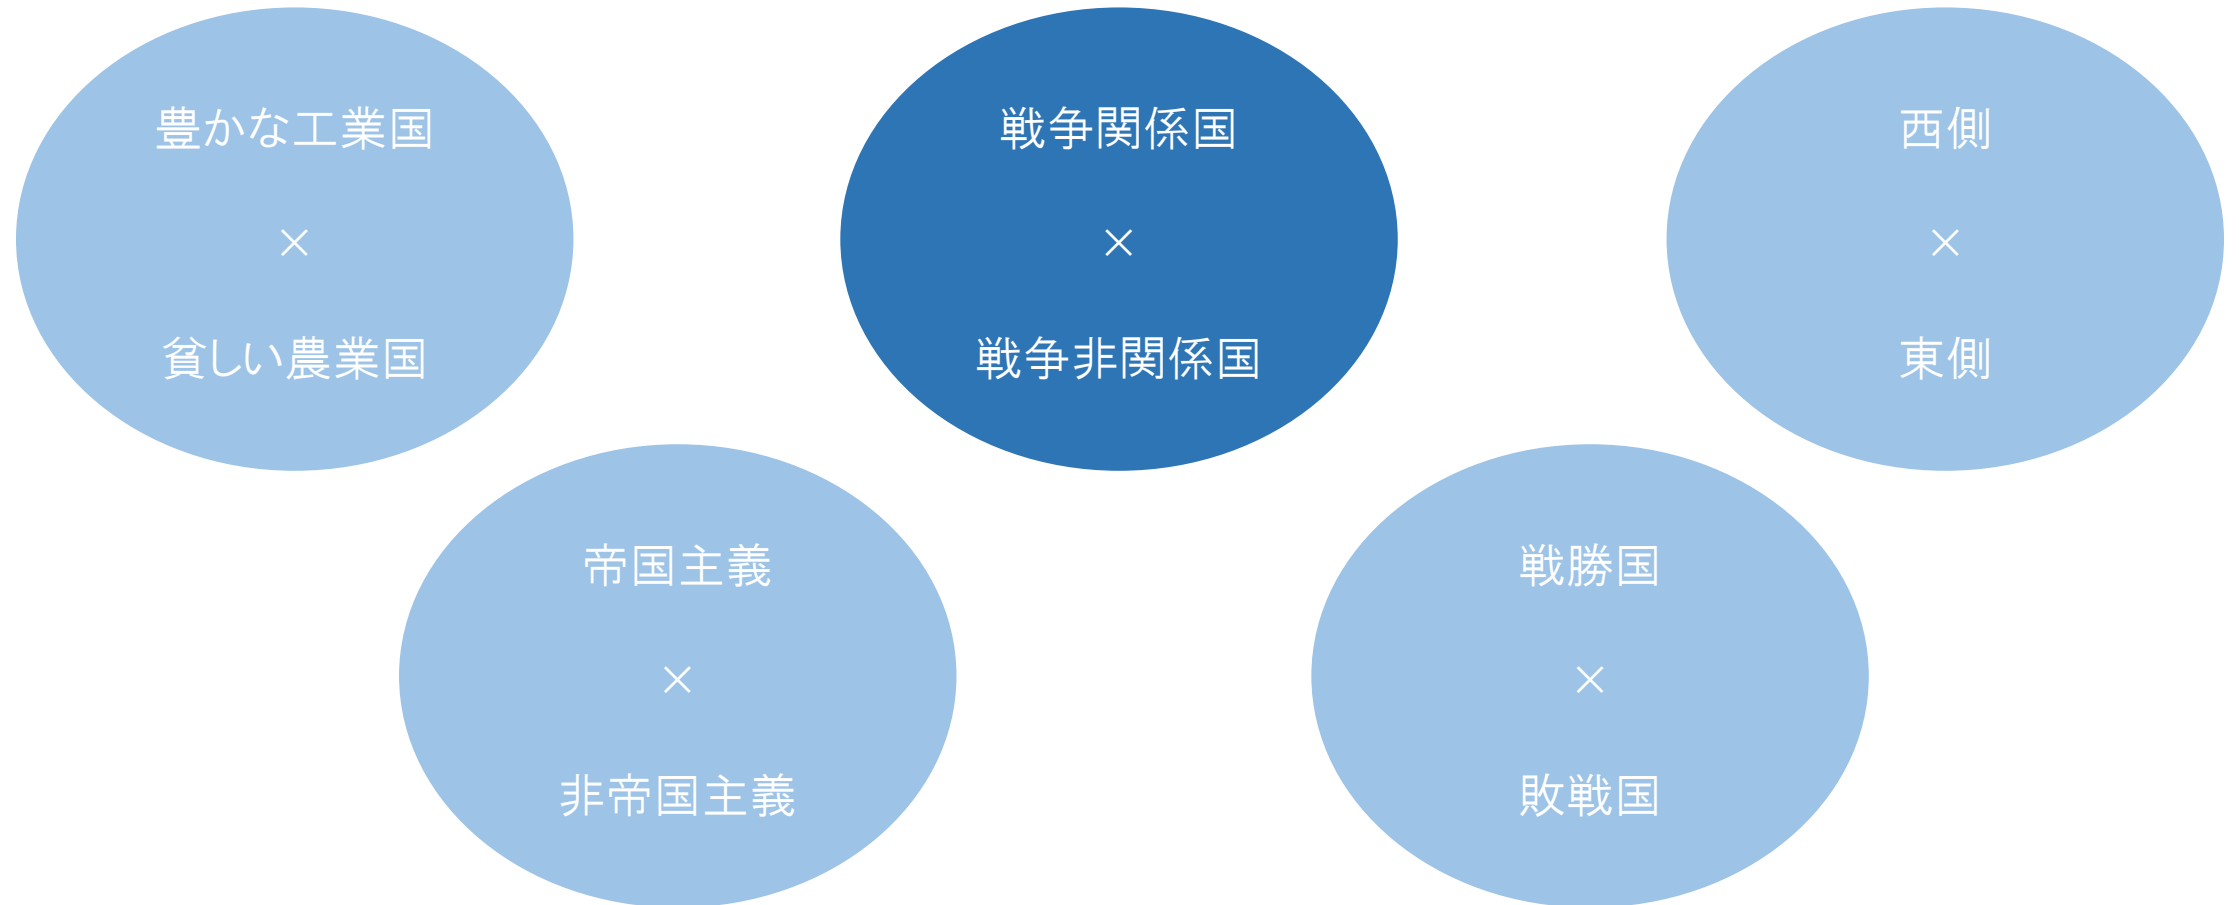 豊かな工業国
×
貧しい農業国
戦争関係国
×
戦争非関係国
西側
×
東側
帝国主義
×
非帝国主義
戦勝国
×
敗戦国